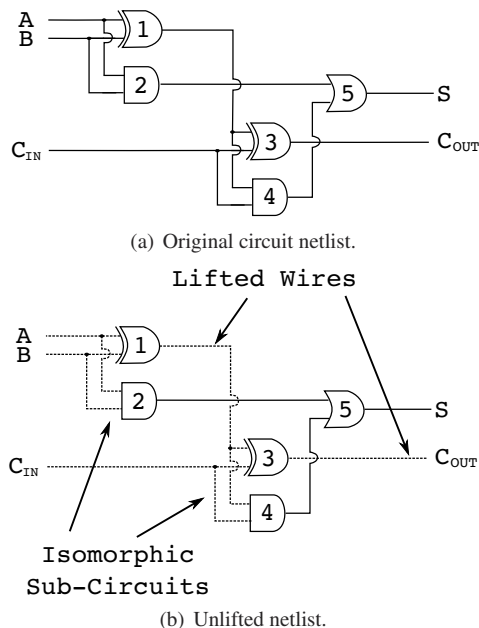 A
B
1
2
5
S
C_IN
3
C_OUT
4
(a) Original circuit netlist.
Lifted Wires
A
B
1
2
5
S
C_IN
3
C_OUT
4
Isomorphic
Sub-Circuits
(b) Unlifted netlist.